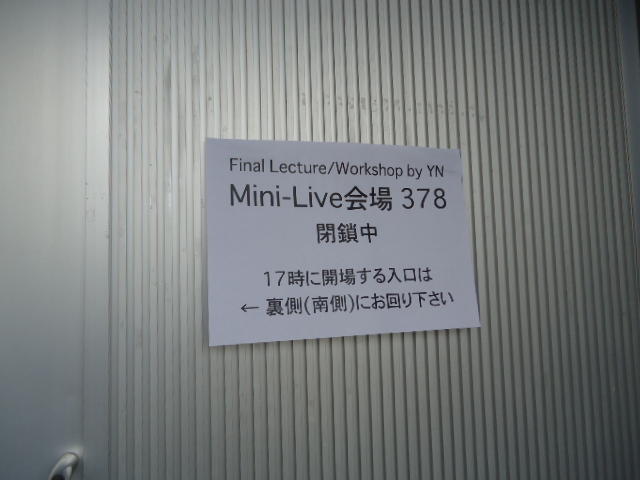 Final Lecture/Workshop by YN
Mini-Live会場 378
閉鎖中
17時に開場する入口は
← 裏側(南側)にお回り下さい